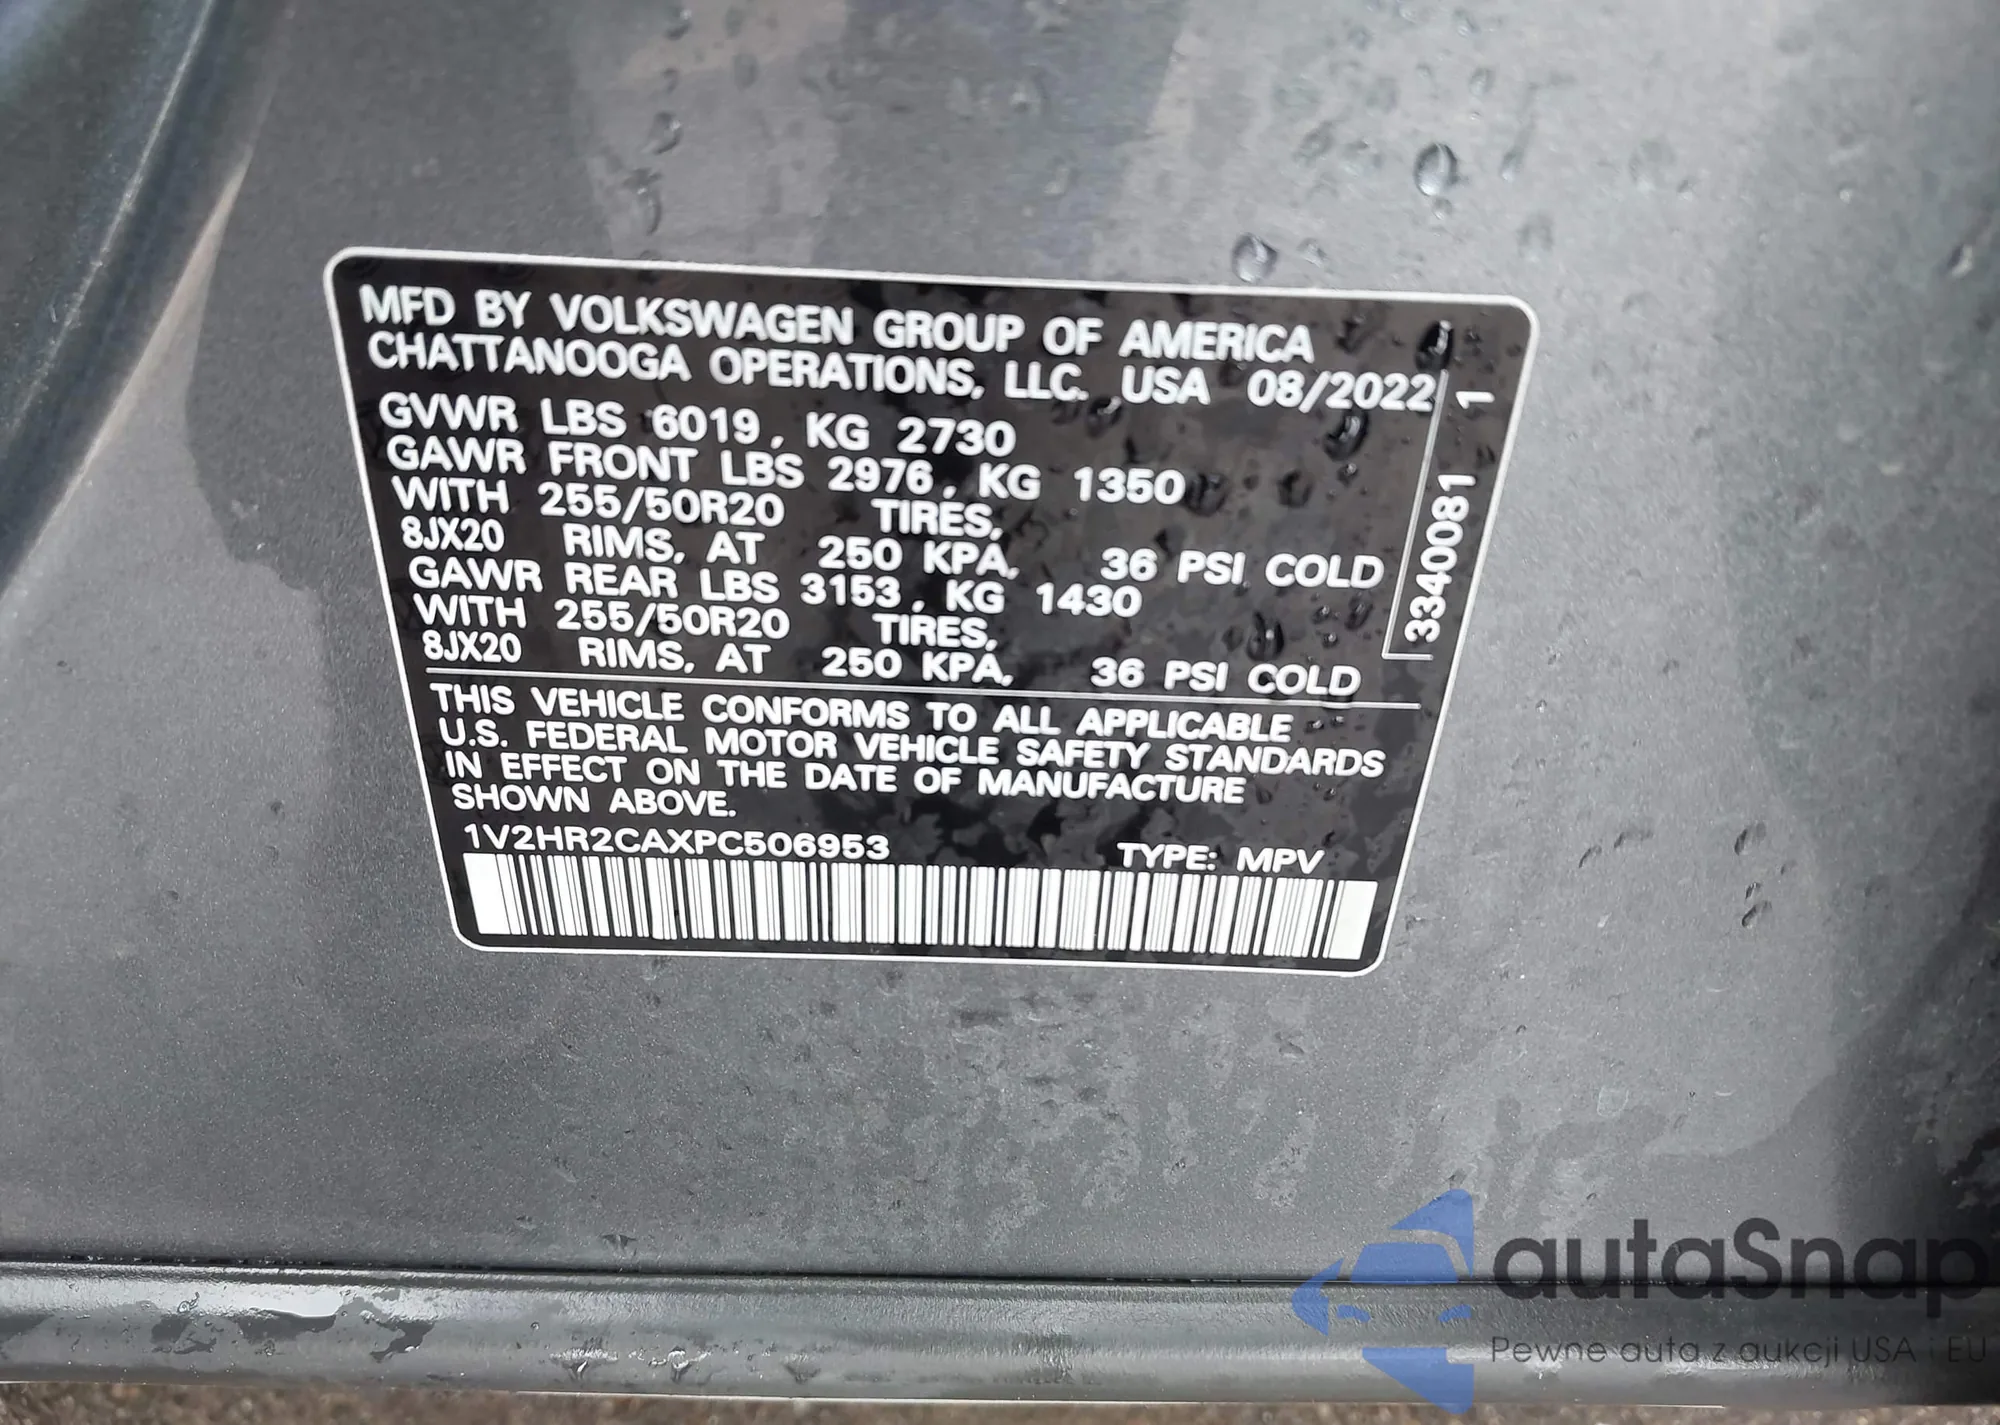 MFD BY VOLKSWAGEN GROUP OF AMERICA
CHATTANOOGA OPERATIONS, LLC. USA 08/2022
GVWR LBS 6019, KG 2730
GAWR FRONT LBS 2976, KG 1350
WITH 255/50R20 TIRES,
8JX20 RIMS, AT 250 KPA, 36 PSI COLD
GAWR REAR LBS 3153, KG 1430
WITH 255/50R20 TIRES,
8JX20 RIMS, AT 250 KPA, 36 PSI COLD
3340081 1
THIS VEHICLE CONFORMS TO ALL APPLICABLE
U.S. FEDERAL MOTOR VEHICLE SAFETY STANDARDS
IN EFFECT ON THE DATE OF MANUFACTURE
SHOWN ABOVE.
1V2HR2CAXPC506953 TYPE: MPV
autaSnap
Pewne auta z aukcji USA i EU